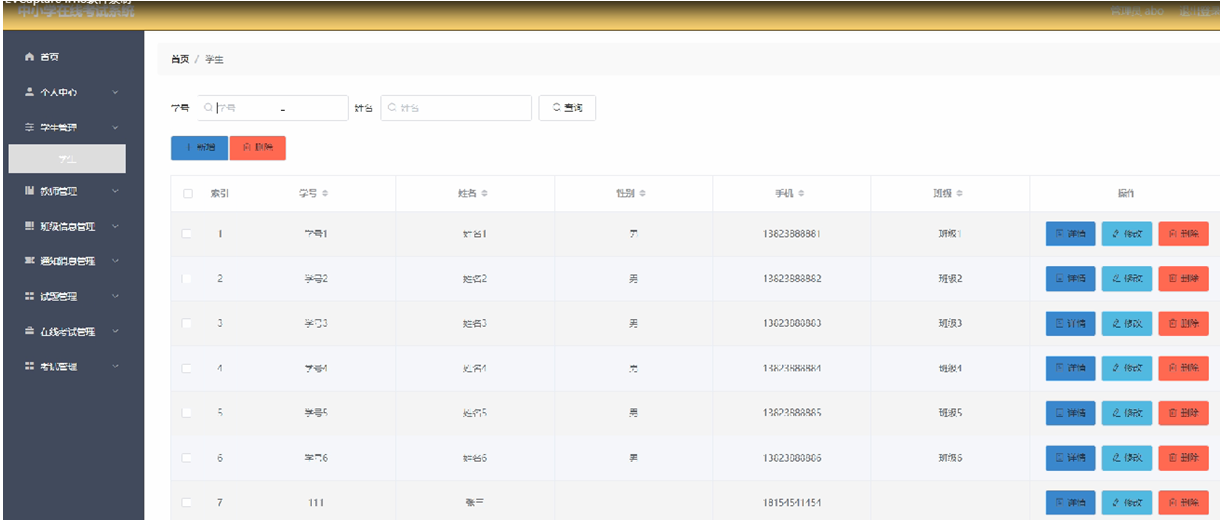 中小学在线考试系统
管理员 abo 退出登录
首页
个人中心
学生管理
学生
教师管理
班级信息管理
通知消息管理
试题管理
在线考试管理
考试管理
首页 / 学生
学号 学号 姓名 姓名 查询
新增 删除
索引 学号 姓名 性别 手机 班级 操作
1 学号1 姓名1 男 13823888881 班级1 详情 修改 删除
2 学号2 姓名2 男 13823888882 班级2 详情 修改 删除
3 学号3 姓名3 男 13823888883 班级3 详情 修改 删除
4 学号4 姓名4 男 13823888884 班级4 详情 修改 删除
5 学号5 姓名5 男 13823888885 班级5 详情 修改 删除
6 学号6 姓名6 男 13823888886 班级6 详情 修改 删除
7 111 张三 18154541454 详情 修改 删除